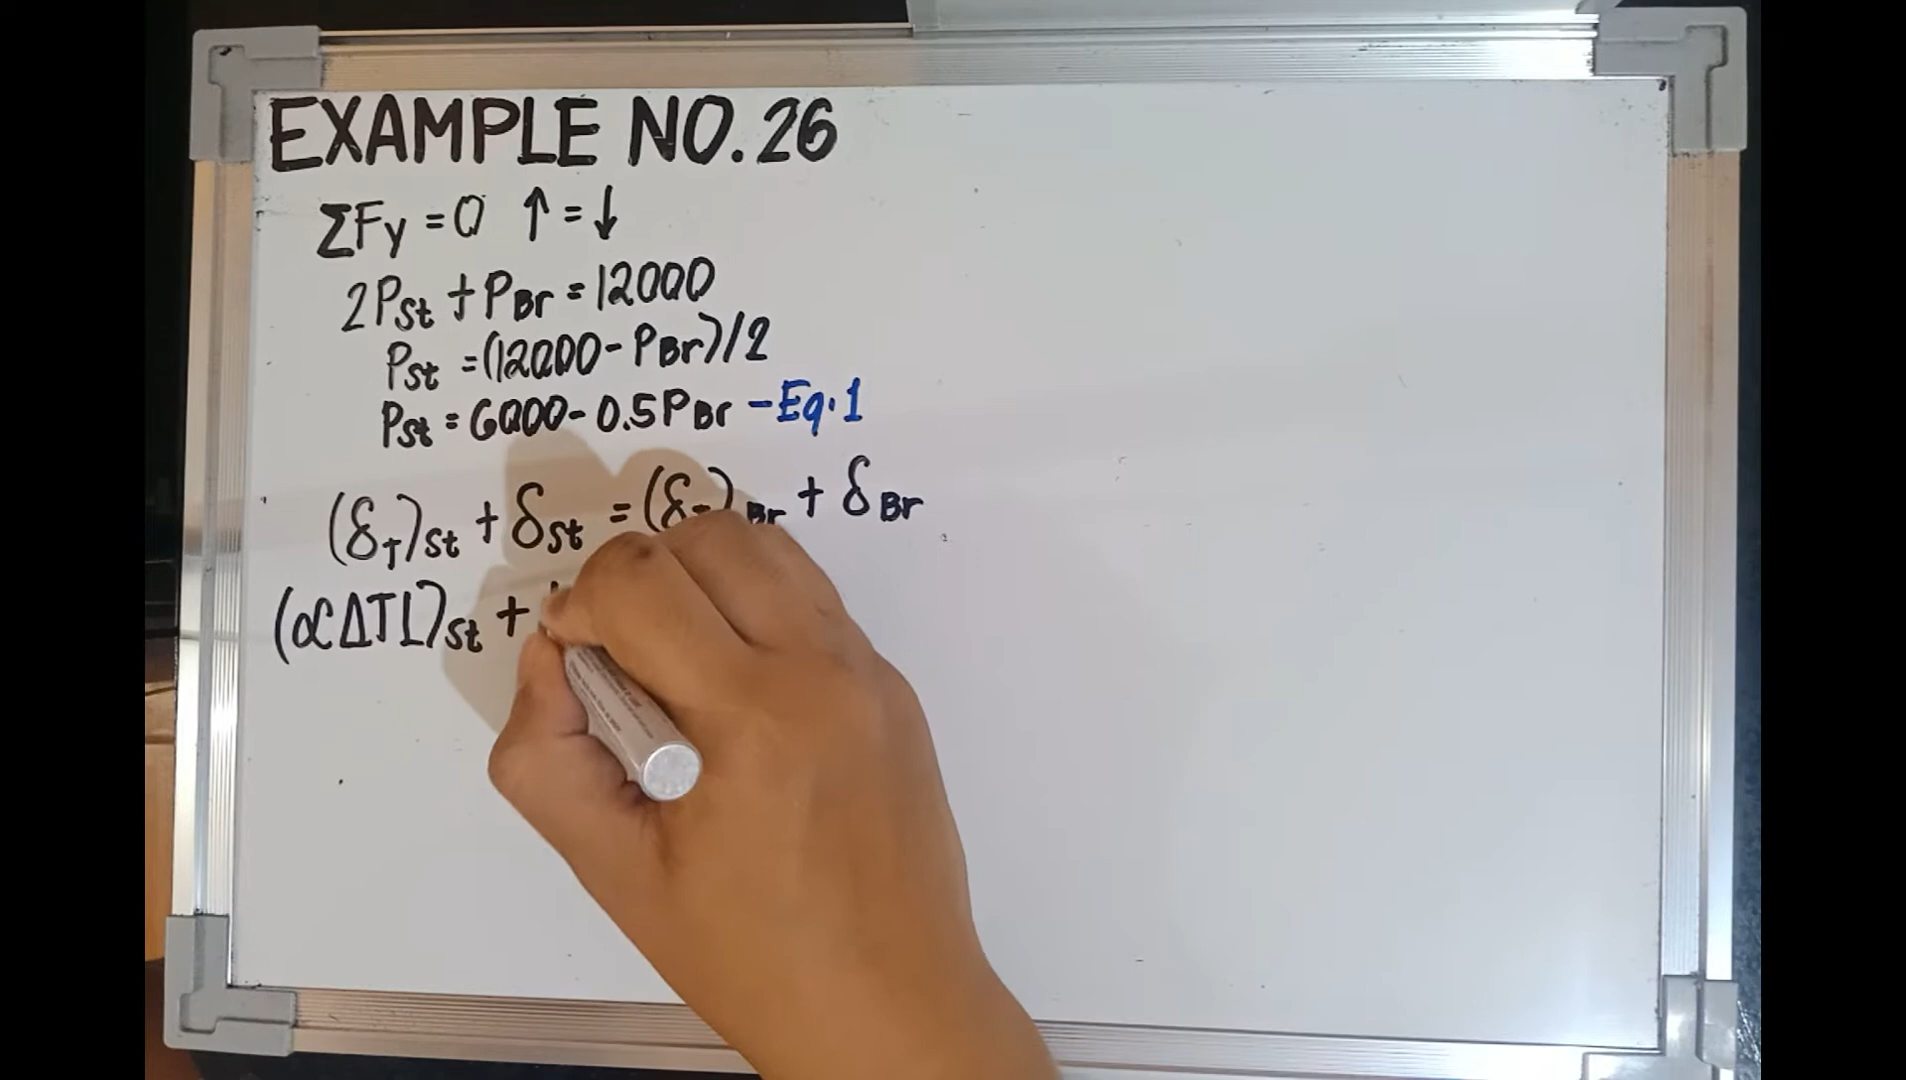 EXAMPLE NO.26
ΣFy = 0 ↑ = ↓
2PSt + PBr = 12000
PSt = (12000 - PBr)/2
PSt = 6000 - 0.5PBr - Eq.1
(δT)St + δSt = (δT)Br + δBr
(αΔTL)St +